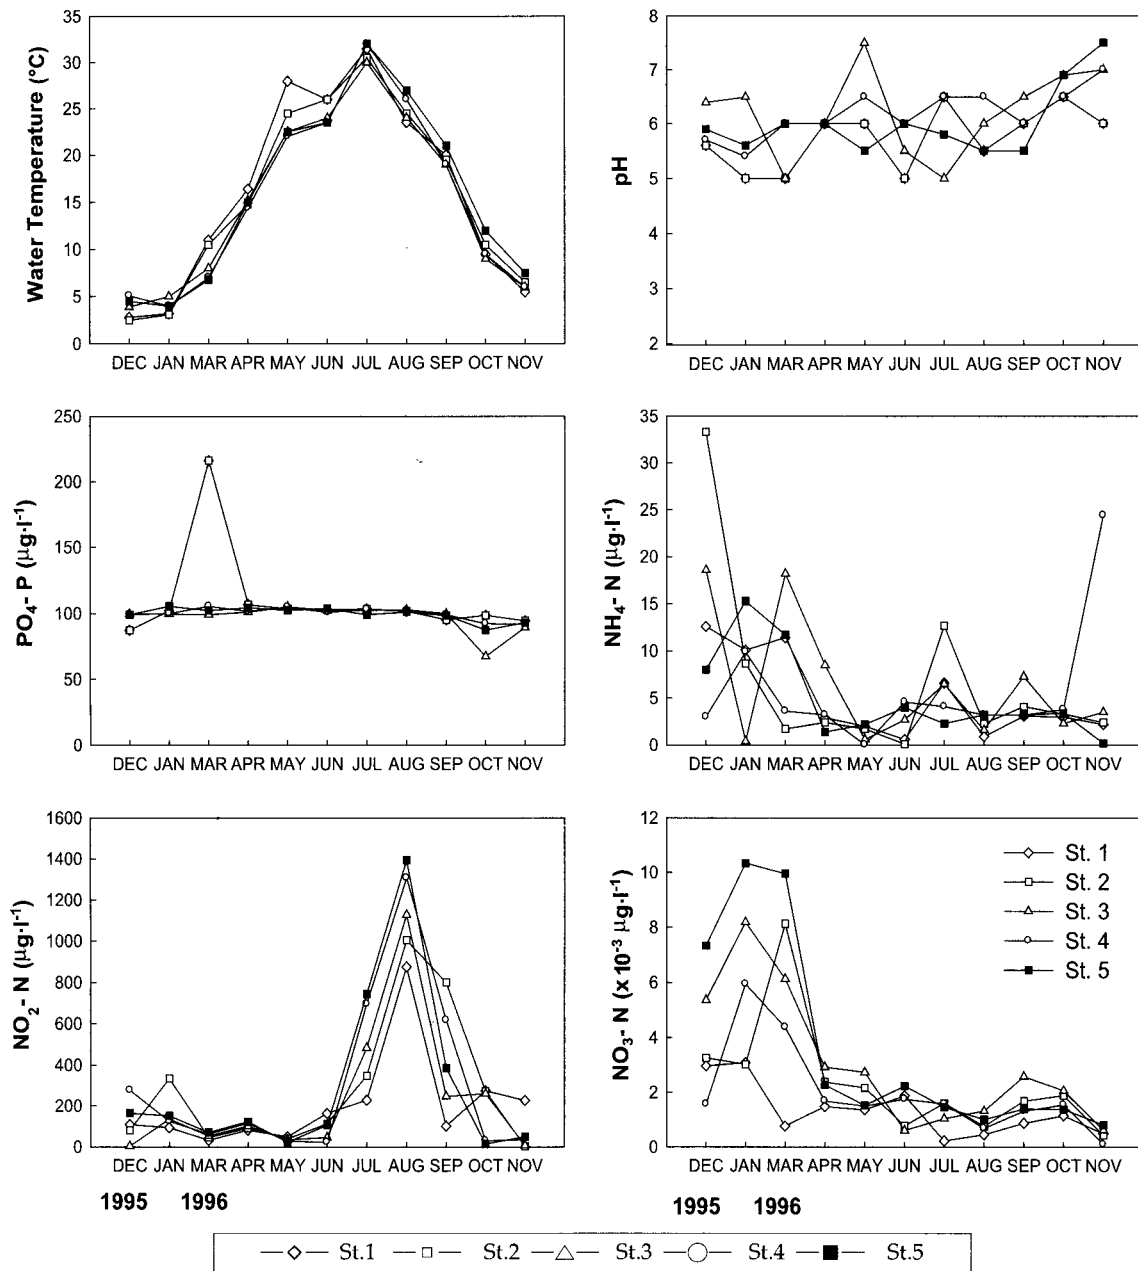 Water Temperature (°C)
35
30
25
20
15
10
5
0
DEC JAN MAR APR MAY JUN JUL AUG SEP OCT NOV
pH
8
7
6
5
4
3
2
DEC JAN MAR APR MAY JUN JUL AUG SEP OCT NOV
PO₄- P (µg·l⁻¹)
250
200
150
100
50
0
DEC JAN MAR APR MAY JUN JUL AUG SEP OCT NOV
NH₄- N (µg·l⁻¹)
35
30
25
20
15
10
5
0
DEC JAN MAR APR MAY JUN JUL AUG SEP OCT NOV
NO₂- N (µg·l⁻¹)
1600
1400
1200
1000
800
600
400
200
0
DEC JAN MAR APR MAY JUN JUL AUG SEP OCT NOV
1995 1996
NO₃- N (x 10⁻³ µg·l⁻¹)
12
10
8
6
4
2
0
St. 1
St. 2
St. 3
St. 4
St. 5
DEC JAN MAR APR MAY JUN JUL AUG SEP OCT NOV
1995 1996
St.1 St.2 St.3 St.4 St.5